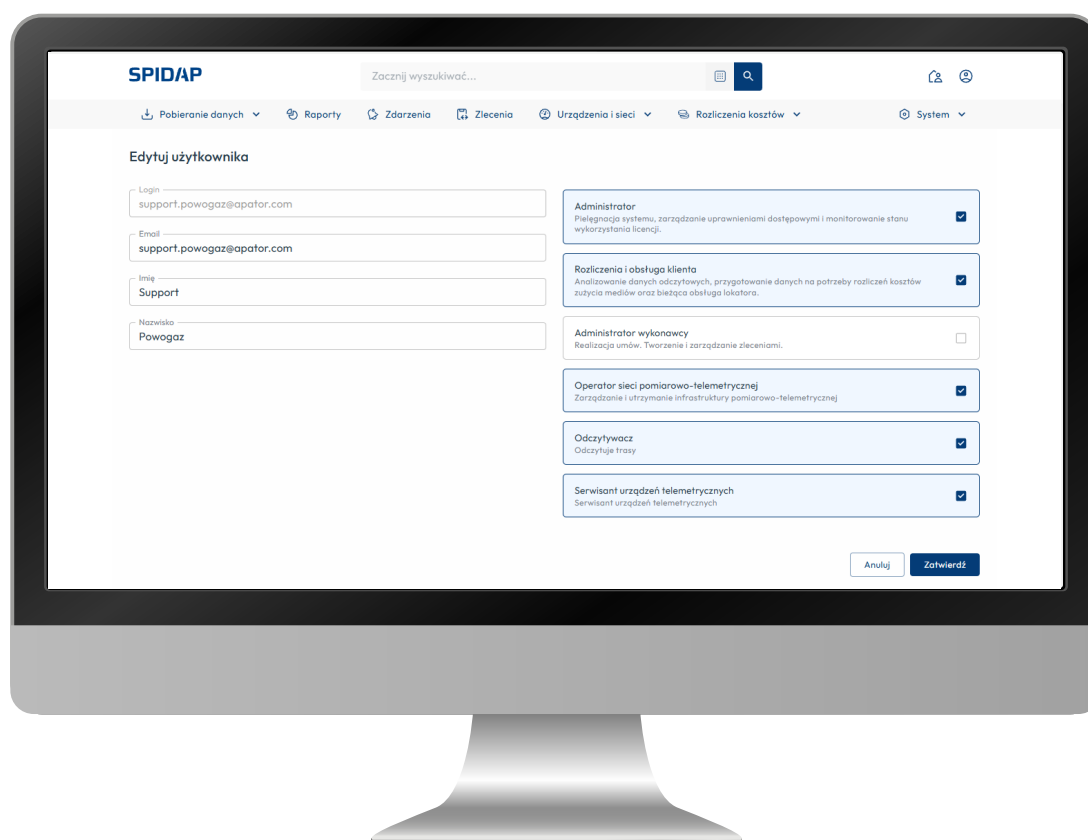 SPIDAP
Zacznij wyszukiwać...
Pobieranie danych
Raporty
Zdarzenia
Zlecenia
Urządzenia i sieci
Rozliczenia kosztów
System
Edytuj użytkownika
Login
support.powogaz@apator.com
Email
support.powogaz@apator.com
Imię
Support
Nazwisko
Powogaz
Administrator
Pielęgnacja systemu, zarządzanie uprawnieniami dostępowymi i monitorowanie stanu
wykorzystania licencji.
Rozliczenia i obsługa klienta
Analizowanie danych odczytowych, przygotowanie danych na potrzeby rozliczeń kosztów
zużycia mediów oraz bieżąca obsługa lokatora.
Administrator wykonawcy
Realizacja umów. Tworzenie i zarządzanie zleceniami.
Operator sieci pomiarowo-telemetrycznej
Zarządzanie i utrzymanie infrastruktury pomiarowo-telemetrycznej
Odczytywacz
Odczytuje trasy
Serwisant urządzeń telemetrycznych
Serwisant urządzeń telemetrycznych
Anuluj
Zatwierdź